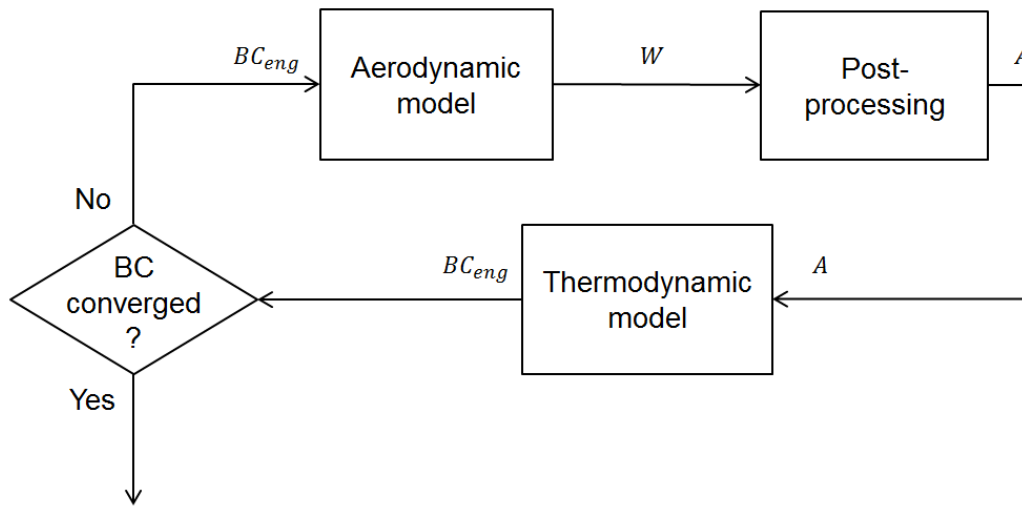 BC_eng
Aerodynamic
model
W
Post-
processing
A
No
BC
converged
?
BC_eng
Thermodynamic
model
A
Yes